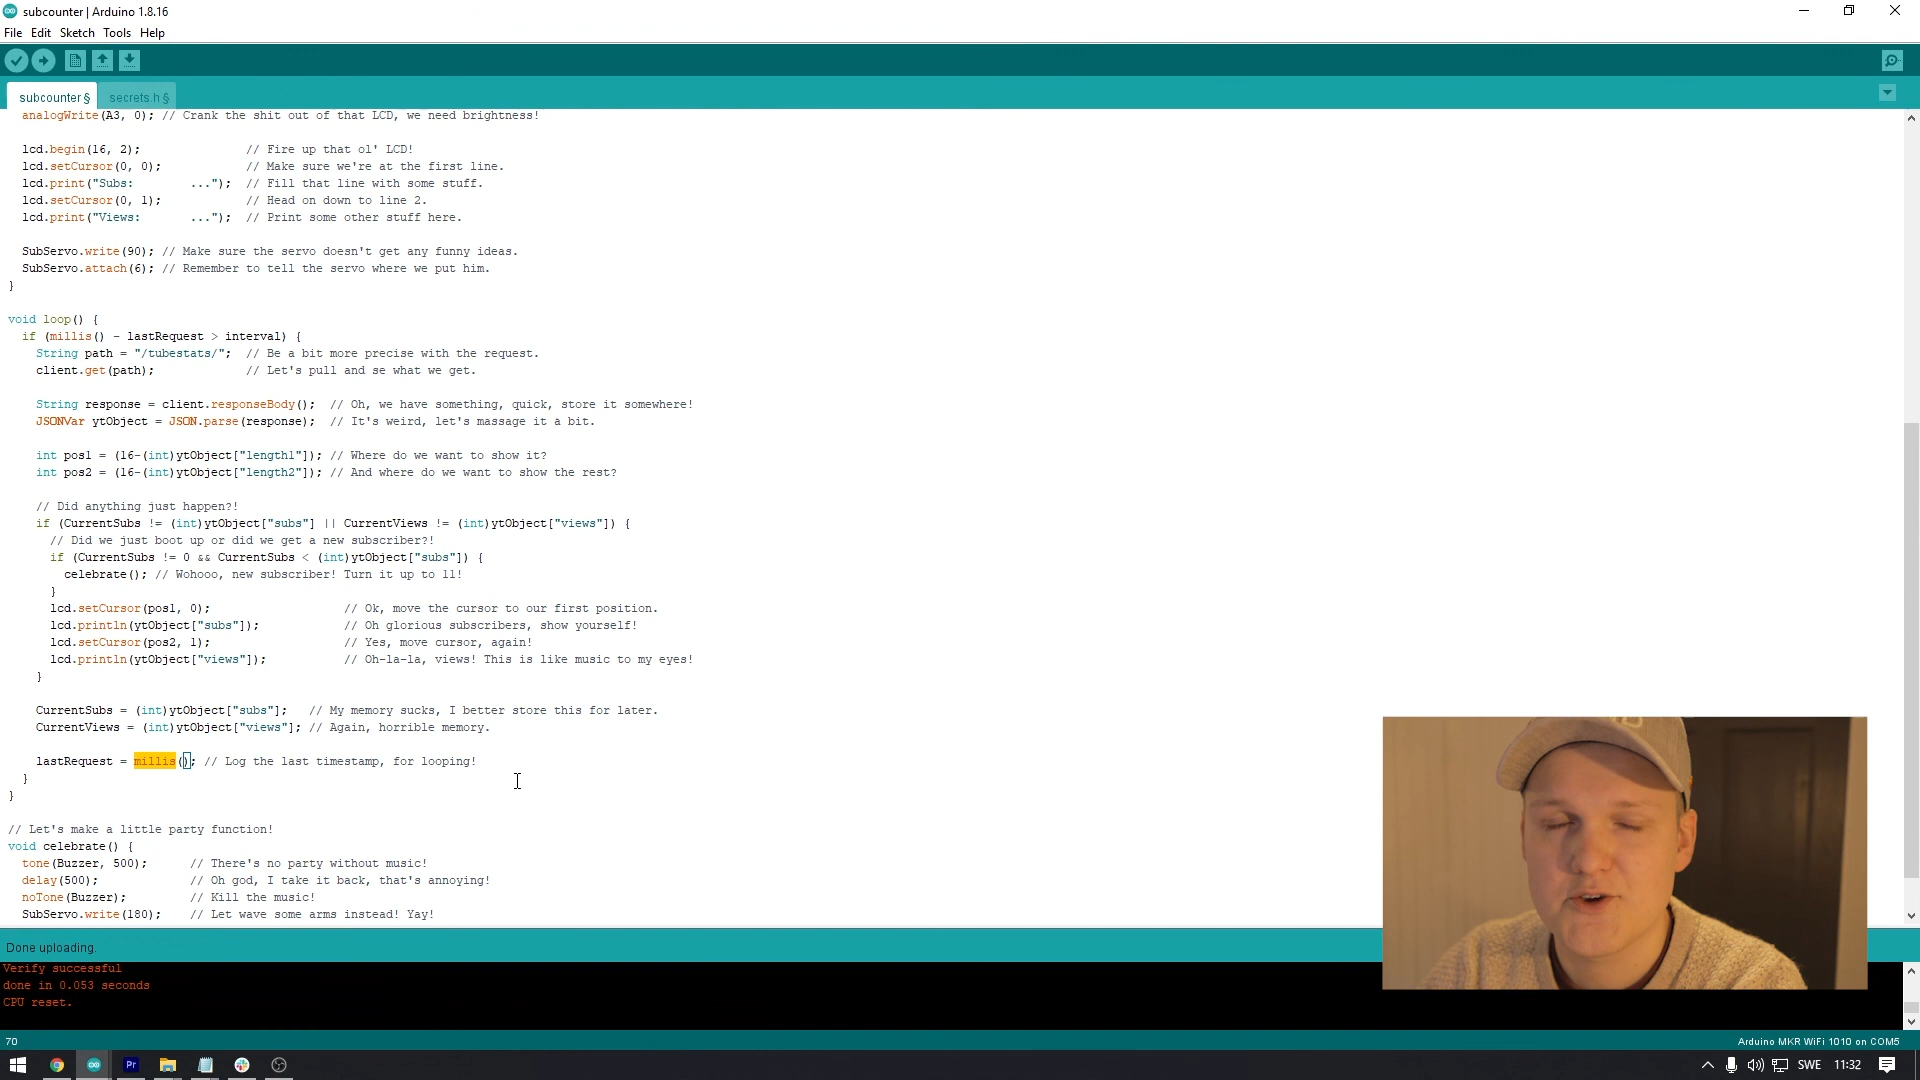 subcounter | Arduino 1.8.16
File Edit Sketch Tools Help
subcounter § secrets.h §
analogWrite(A3, 0); // Crank the shit out of that LCD, we need brightness!
lcd.begin(16, 2); // Fire up that ol' LCD!
lcd.setCursor(0, 0); // Make sure we're at the first line.
lcd.print("Subs:        ..."); // Fill that line with some stuff.
lcd.setCursor(0, 1); // Head on down to line 2.
lcd.print("Views:       ..."); // Print some other stuff here.
SubServo.write(90); // Make sure the servo doesn't get any funny ideas.
SubServo.attach(6); // Remember to tell the servo where we put him.
}
void loop() {
if (millis() - lastRequest > interval) {
String path = "/tubestats/"; // Be a bit more precise with the request.
client.get(path); // Let's pull and se what we get.
String response = client.responseBody(); // Oh, we have something, quick, store it somewhere!
JSONVar ytObject = JSON.parse(response); // It's weird, let's massage it a bit.
int pos1 = (16-(int)ytObject["length1"]); // Where do we want to show it?
int pos2 = (16-(int)ytObject["length2"]); // And where do we want to show the rest?
// Did anything just happen?!
if (CurrentSubs != (int)ytObject["subs"] || CurrentViews != (int)ytObject["views"]) {
// Did we just boot up or did we get a new subscriber?!
if (CurrentSubs != 0 && CurrentSubs < (int)ytObject["subs"]) {
celebrate(); // Wohooo, new subscriber! Turn it up to 11!
}
lcd.setCursor(pos1, 0); // Ok, move the cursor to our first position.
lcd.println(ytObject["subs"]); // Oh glorious subscribers, show yourself!
lcd.setCursor(pos2, 1); // Yes, move cursor, again!
lcd.println(ytObject["views"]); // Oh-la-la, views! This is like music to my eyes!
}
CurrentSubs = (int)ytObject["subs"]; // My memory sucks, I better store this for later.
CurrentViews = (int)ytObject["views"]; // Again, horrible memory.
lastRequest = millis(); // Log the last timestamp, for looping!
}
}
// Let's make a little party function!
void celebrate() {
tone(Buzzer, 500); // There's no party without music!
delay(500); // Oh god, I take it back, that's annoying!
noTone(Buzzer); // Kill the music!
SubServo.write(180); // Let wave some arms instead! Yay!
Done uploading.
Verify successful
done in 0.053 seconds
CPU reset.
70 Arduino MKR WiFi 1010 on COM5
Pr SWE 11:32